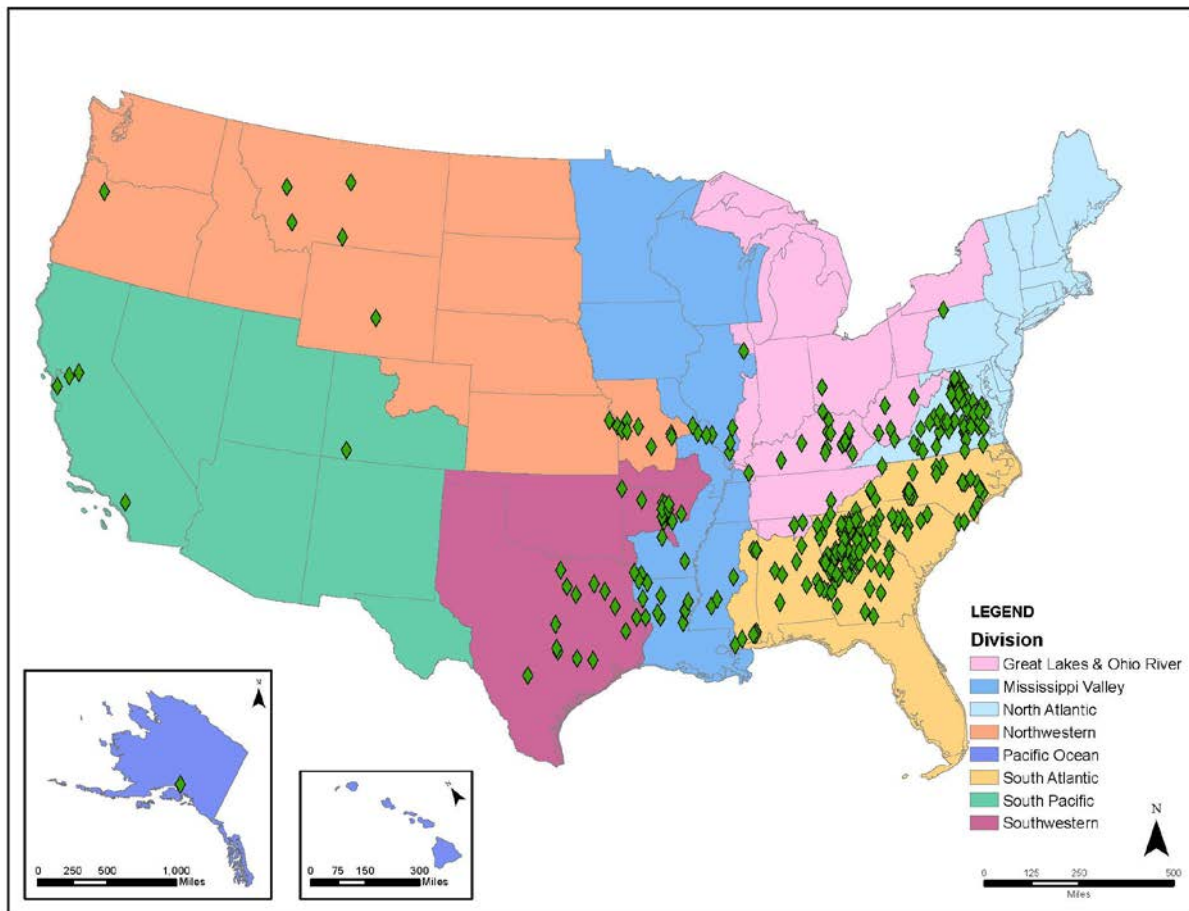 LEGEND
Division
Great Lakes & Ohio River
Mississippi Valley
North Atlantic
Northwestern
Pacific Ocean
South Atlantic
South Pacific
Southwestern
N
0 125 250 500
Miles
N
0 250 500 1,000
Miles
0 75 150 300
Miles